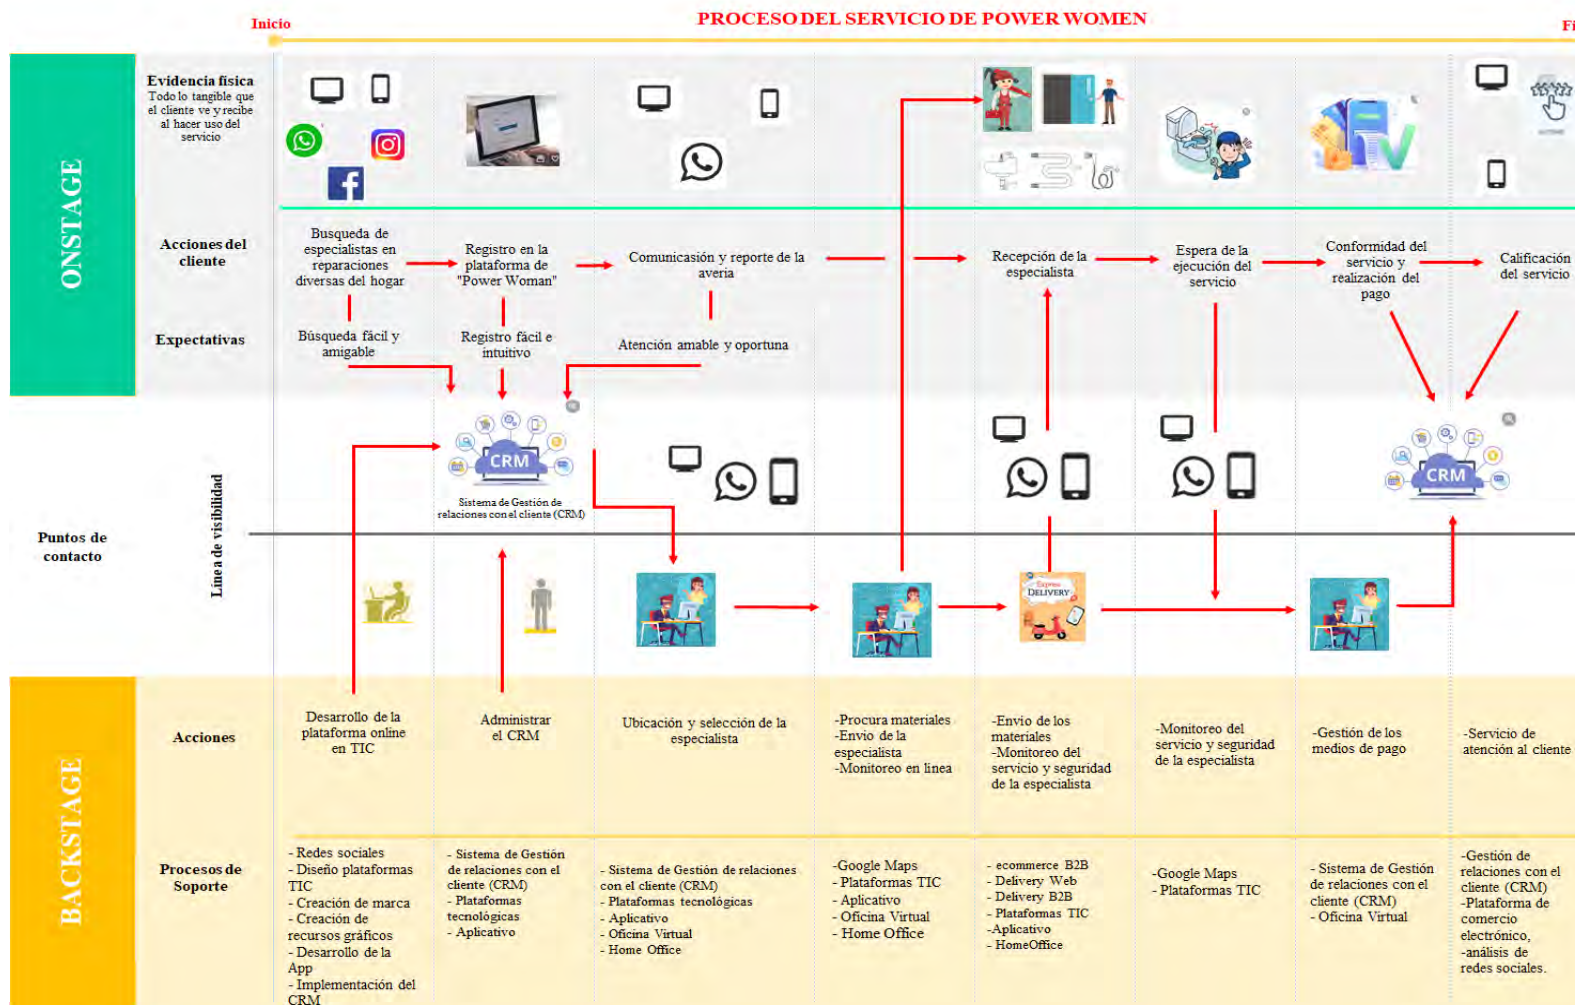 PROCESO DEL SERVICIO DE POWER WOMEN
Inicio
Fi
ONSTAGE
Evidencia física
Todo lo tangible que
el cliente ve y recibe
al hacer uso del
servicio
Acciones del
cliente
Busqueda de
especialistas en
reparaciones
diversas del hogar
Registro en la
plataforma de
"Power Woman"
Comunicasión y reporte de la
averia
Recepción de la
especialista
Espera de la
ejecución del
servicio
Conformidad del
servicio y
realización del
pago
Calificación
del servicio
Expectativas
Búsqueda fácil y
amigable
Registro fácil e
intuitivo
Atención amable y oportuna
Puntos de
contacto
Línea de visibilidad
CRM
Sistema de Gestión de
relaciones con el cliente (CRM)
Express
DELIVERY
CRM
BACKSTAGE
Acciones
Desarrollo de la
plataforma online
en TIC
Administrar
el CRM
Ubicación y selección de la
especialista
-Procura materiales
-Envio de la
especialista
-Monitoreo en linea
-Envio de los
materiales
-Monitoreo del
servicio y seguridad
de la especialista
-Monitoreo del
servicio y seguridad
de la especialista
-Gestión de los
medios de pago
-Servicio de
atención al cliente
Procesos de
Soporte
- Redes sociales
- Diseño plataformas
TIC
- Creación de marca
- Creación de
recursos gráficos
- Desarrollo de la
App
- Implementación del
CRM
- Sistema de Gestión
de relaciones con el
cliente (CRM)
- Plataformas
tecnológicas
- Aplicativo
- Sistema de Gestión de relaciones
con el cliente (CRM)
- Plataformas tecnológicas
- Aplicativo
- Oficina Virtual
- Home Office
-Google Maps
- Plataformas TIC
- Aplicativo
- Oficina Virtual
- Home Office
- ecommerce B2B
- Delivery Web
- Delivery B2B
- Plataformas TIC
-Aplicativo
- HomeOffice
-Google Maps
- Plataformas TIC
- Sistema de Gestión
de relaciones con el
cliente (CRM)
- Oficina Virtual
-Gestión de
relaciones con el
cliente (CRM)
-Plataforma de
comercio
electrónico,
-análisis de
redes sociales.